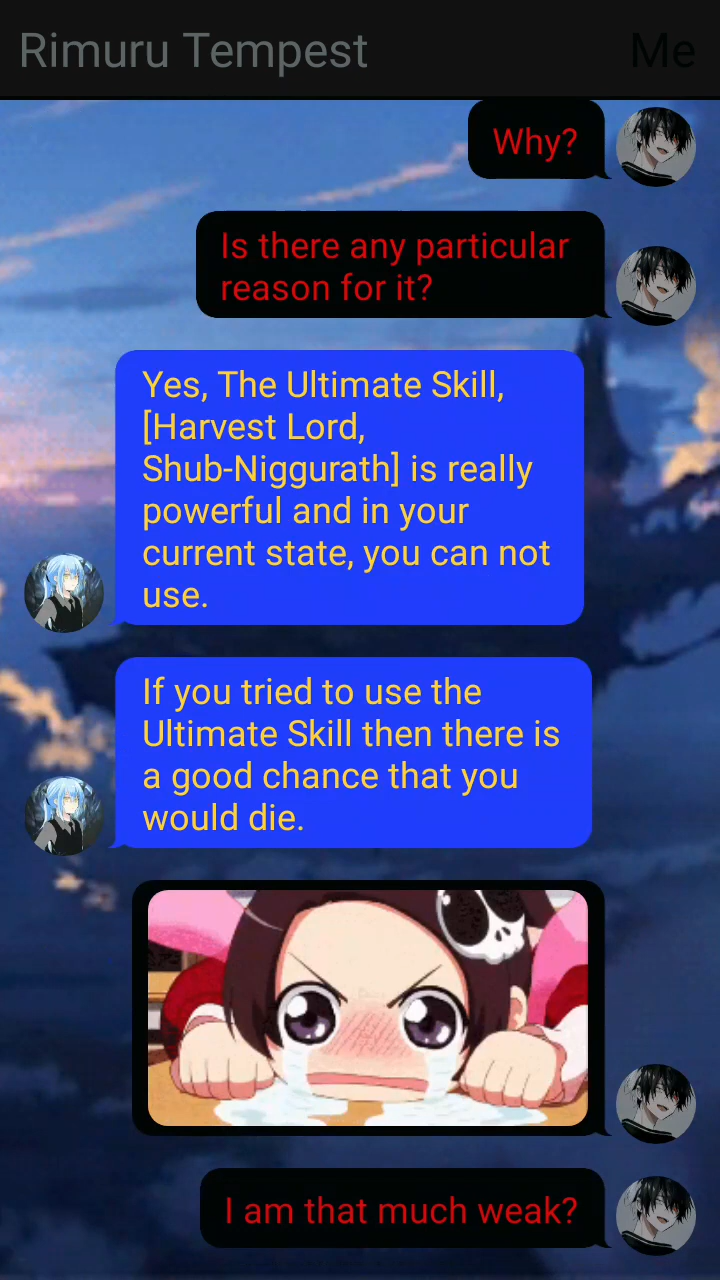 Rimuru Tempest
Me
Why?
Is there any particular
reason for it?
Yes, The Ultimate Skill,
[Harvest Lord,
Shub-Niggurath] is really
powerful and in your
current state, you can not
use.
If you tried to use the
Ultimate Skill then there is
a good chance that you
would die.
I am that much weak?